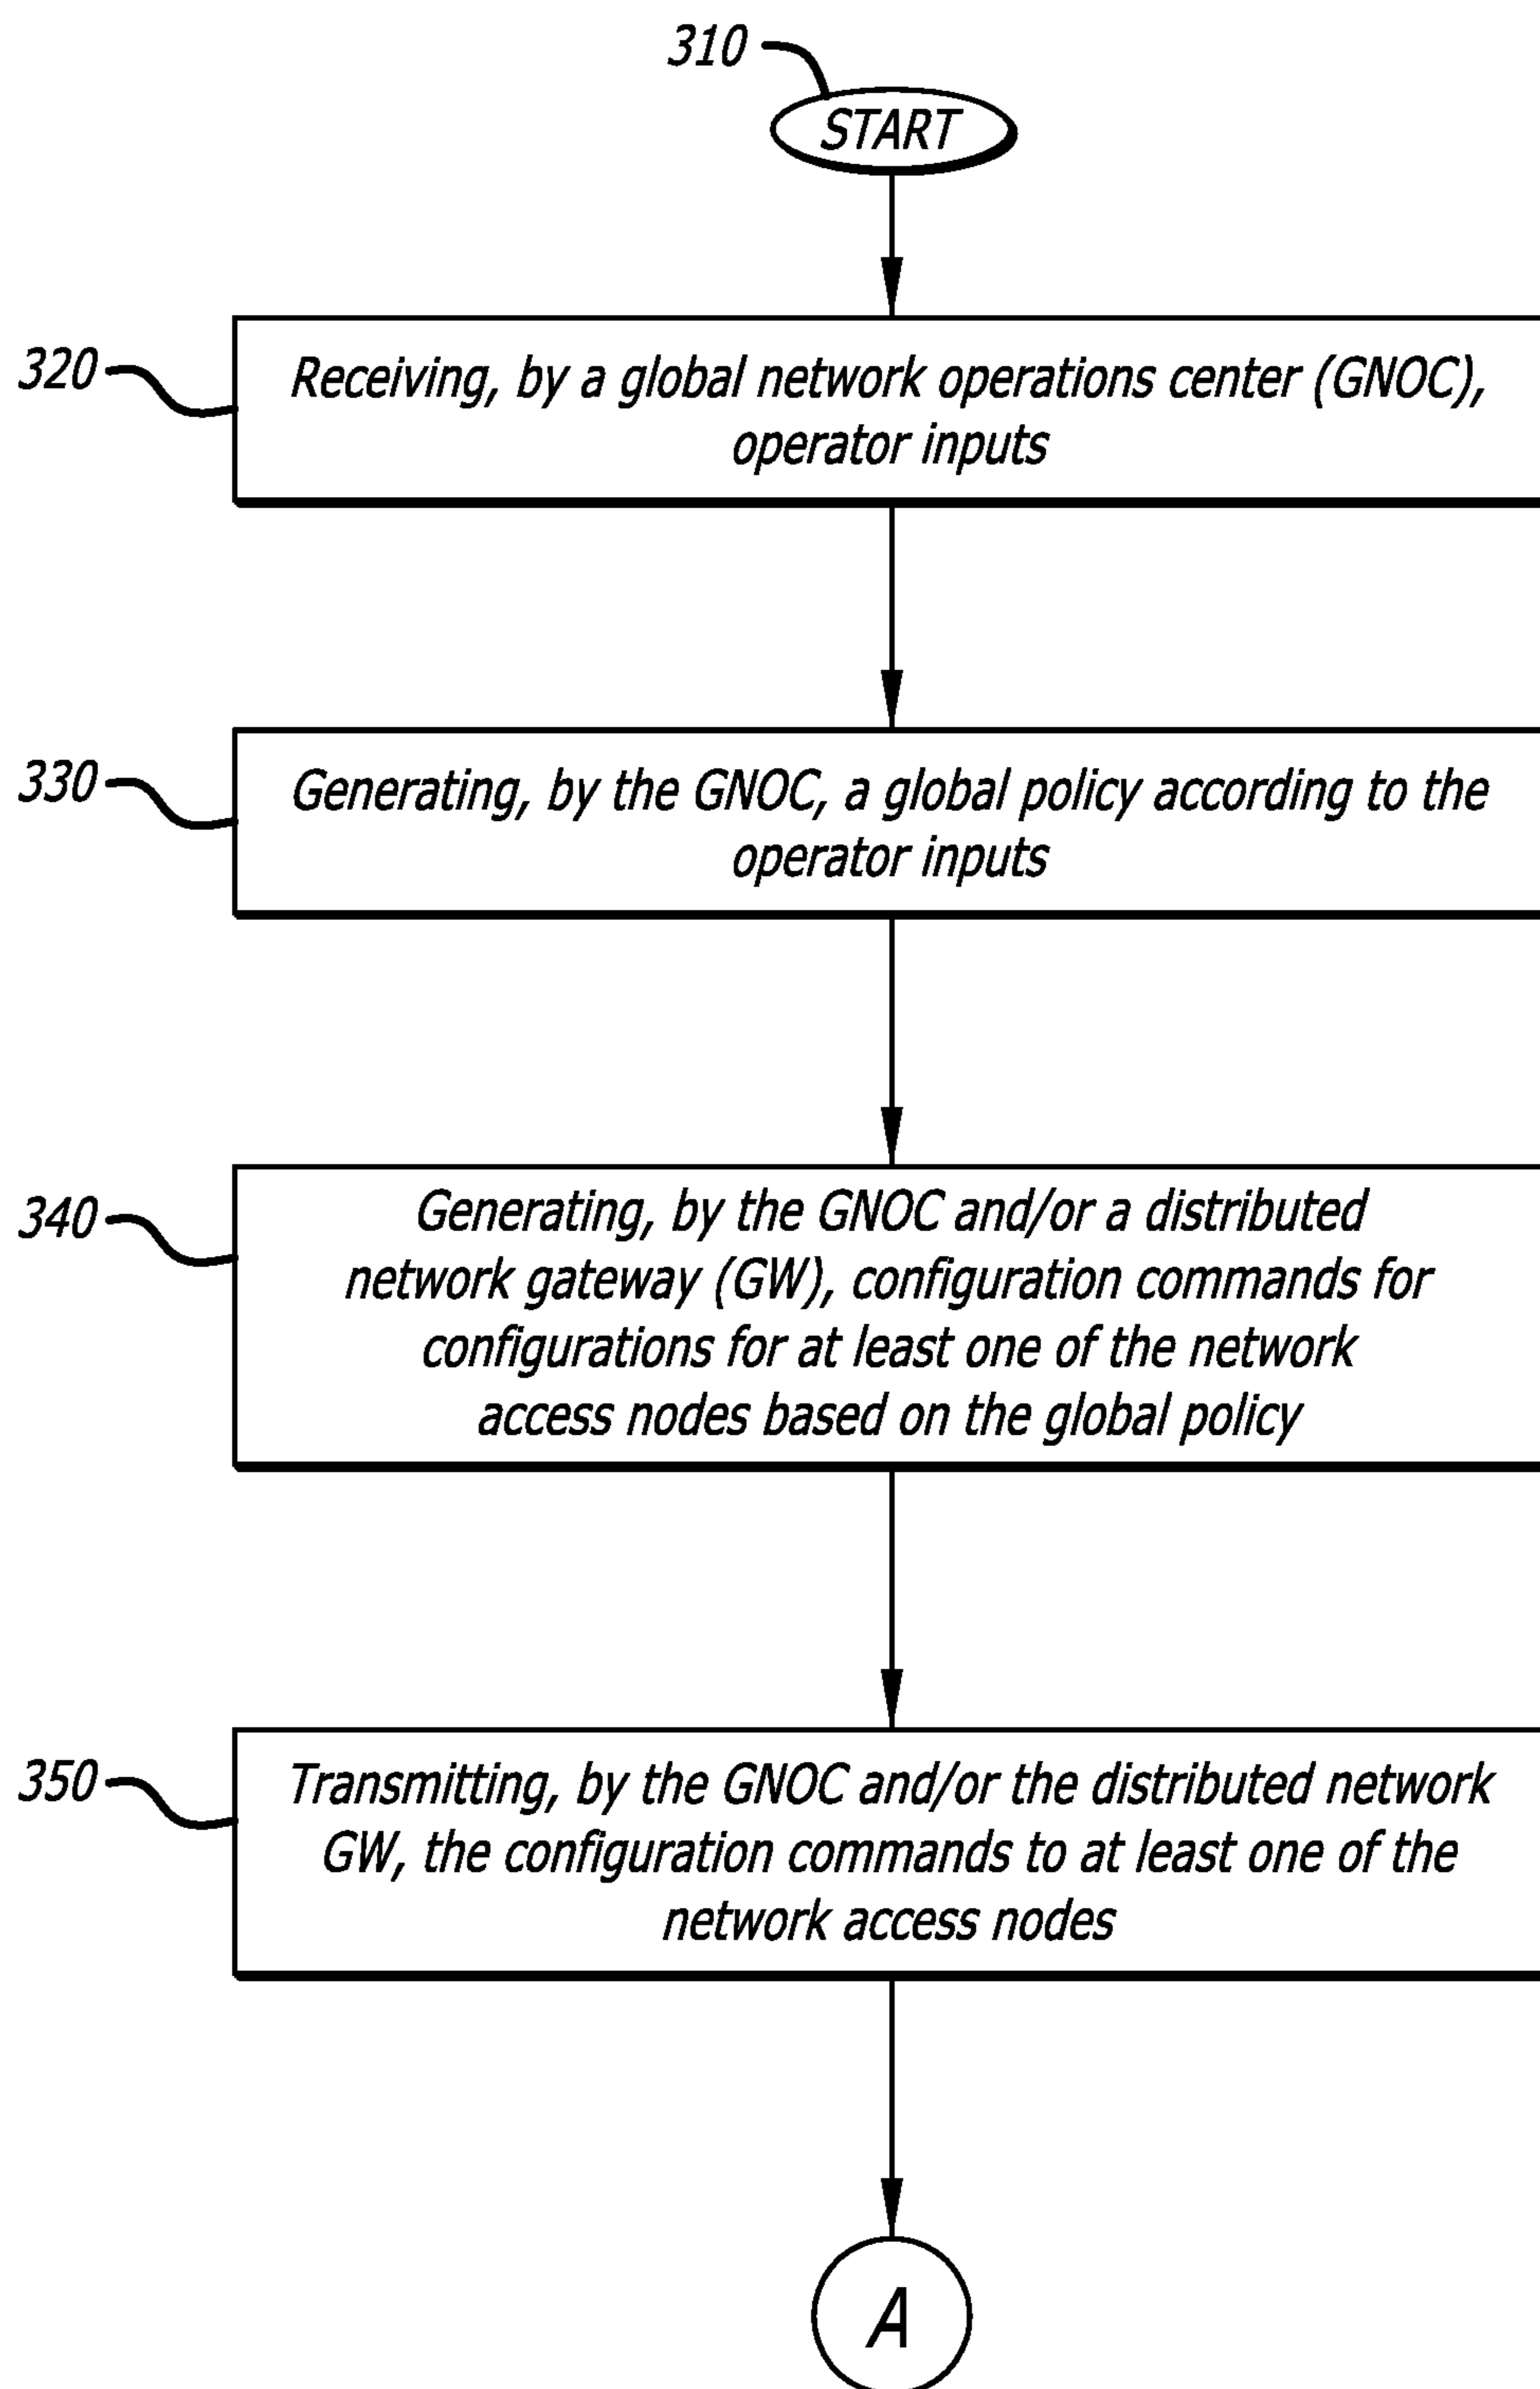 310
START
320
Receiving, by a global network operations center (GNOC),
operator inputs
330
Generating, by the GNOC, a global policy according to the
operator inputs
340
Generating, by the GNOC and/or a distributed
network gateway (GW), configuration commands for
configurations for at least one of the network
access nodes based on the global policy
350
Transmitting, by the GNOC and/or the distributed network
GW, the configuration commands to at least one of the
network access nodes
A